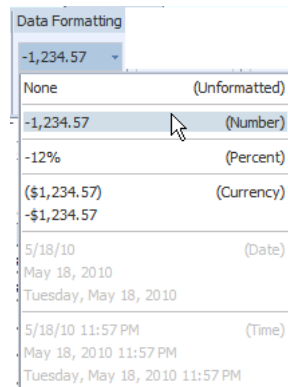 Data Formatting
-1,234.57
None (Unformatted)
-1,234.57 (Number)
-12% (Percent)
($1,234.57) (Currency)
-$1,234.57
5/18/10 (Date)
May 18, 2010
Tuesday, May 18, 2010
5/18/10 11:57 PM (Time)
May 18, 2010 11:57 PM
Tuesday, May 18, 2010 11:57 PM